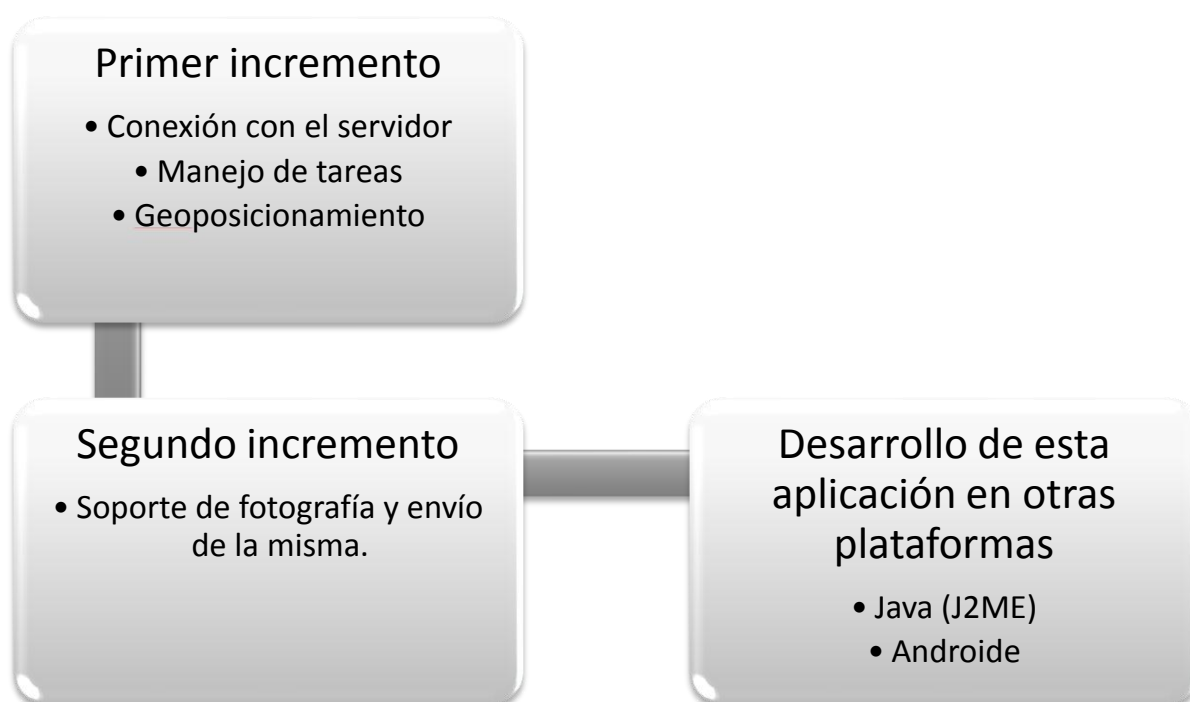 Primer incremento
• Conexión con el servidor
• Manejo de tareas
• Geoposicionamiento
Segundo incremento
• Soporte de fotografía y envío
de la misma.
Desarrollo de esta
aplicación en otras
plataformas
• Java (J2ME)
• Androide